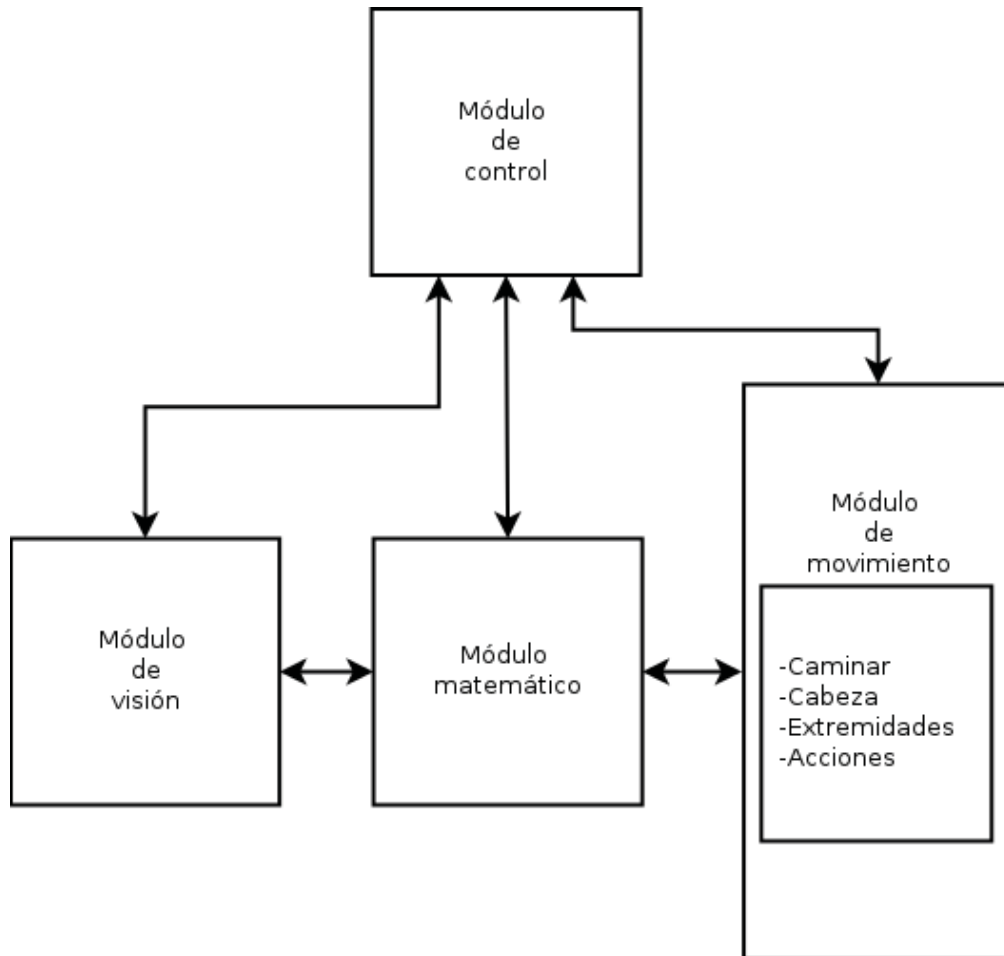 Módulo
de
control
Módulo
de
visión
Módulo
matemático
Módulo
de
movimiento
-Caminar
-Cabeza
-Extremidades
-Acciones